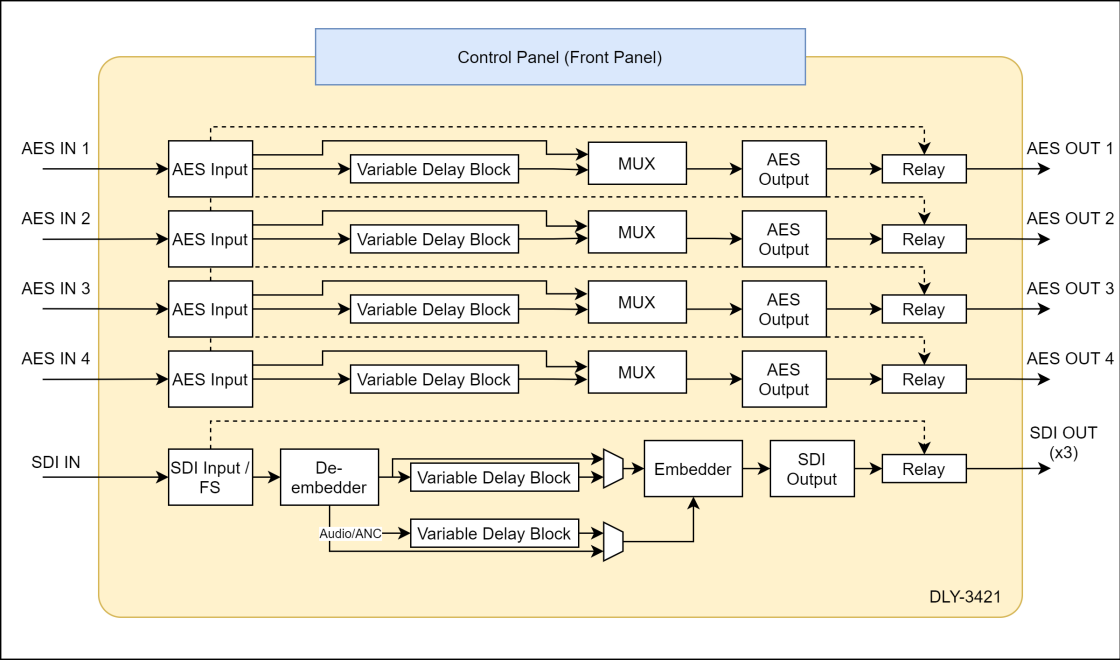 Control Panel (Front Panel)
AES IN 1
AES Input
Variable Delay Block
MUX
AES
Output
Relay
AES OUT 1
AES IN 2
AES Input
Variable Delay Block
MUX
AES
Output
Relay
AES OUT 2
AES IN 3
AES Input
Variable Delay Block
MUX
AES
Output
Relay
AES OUT 3
AES IN 4
AES Input
Variable Delay Block
MUX
AES
Output
Relay
AES OUT 4
SDI IN
SDI Input /
FS
De-
embedder
Variable Delay Block
Embedder
SDI
Output
Relay
SDI OUT
(x3)
Audio/ANC
Variable Delay Block
DLY-3421